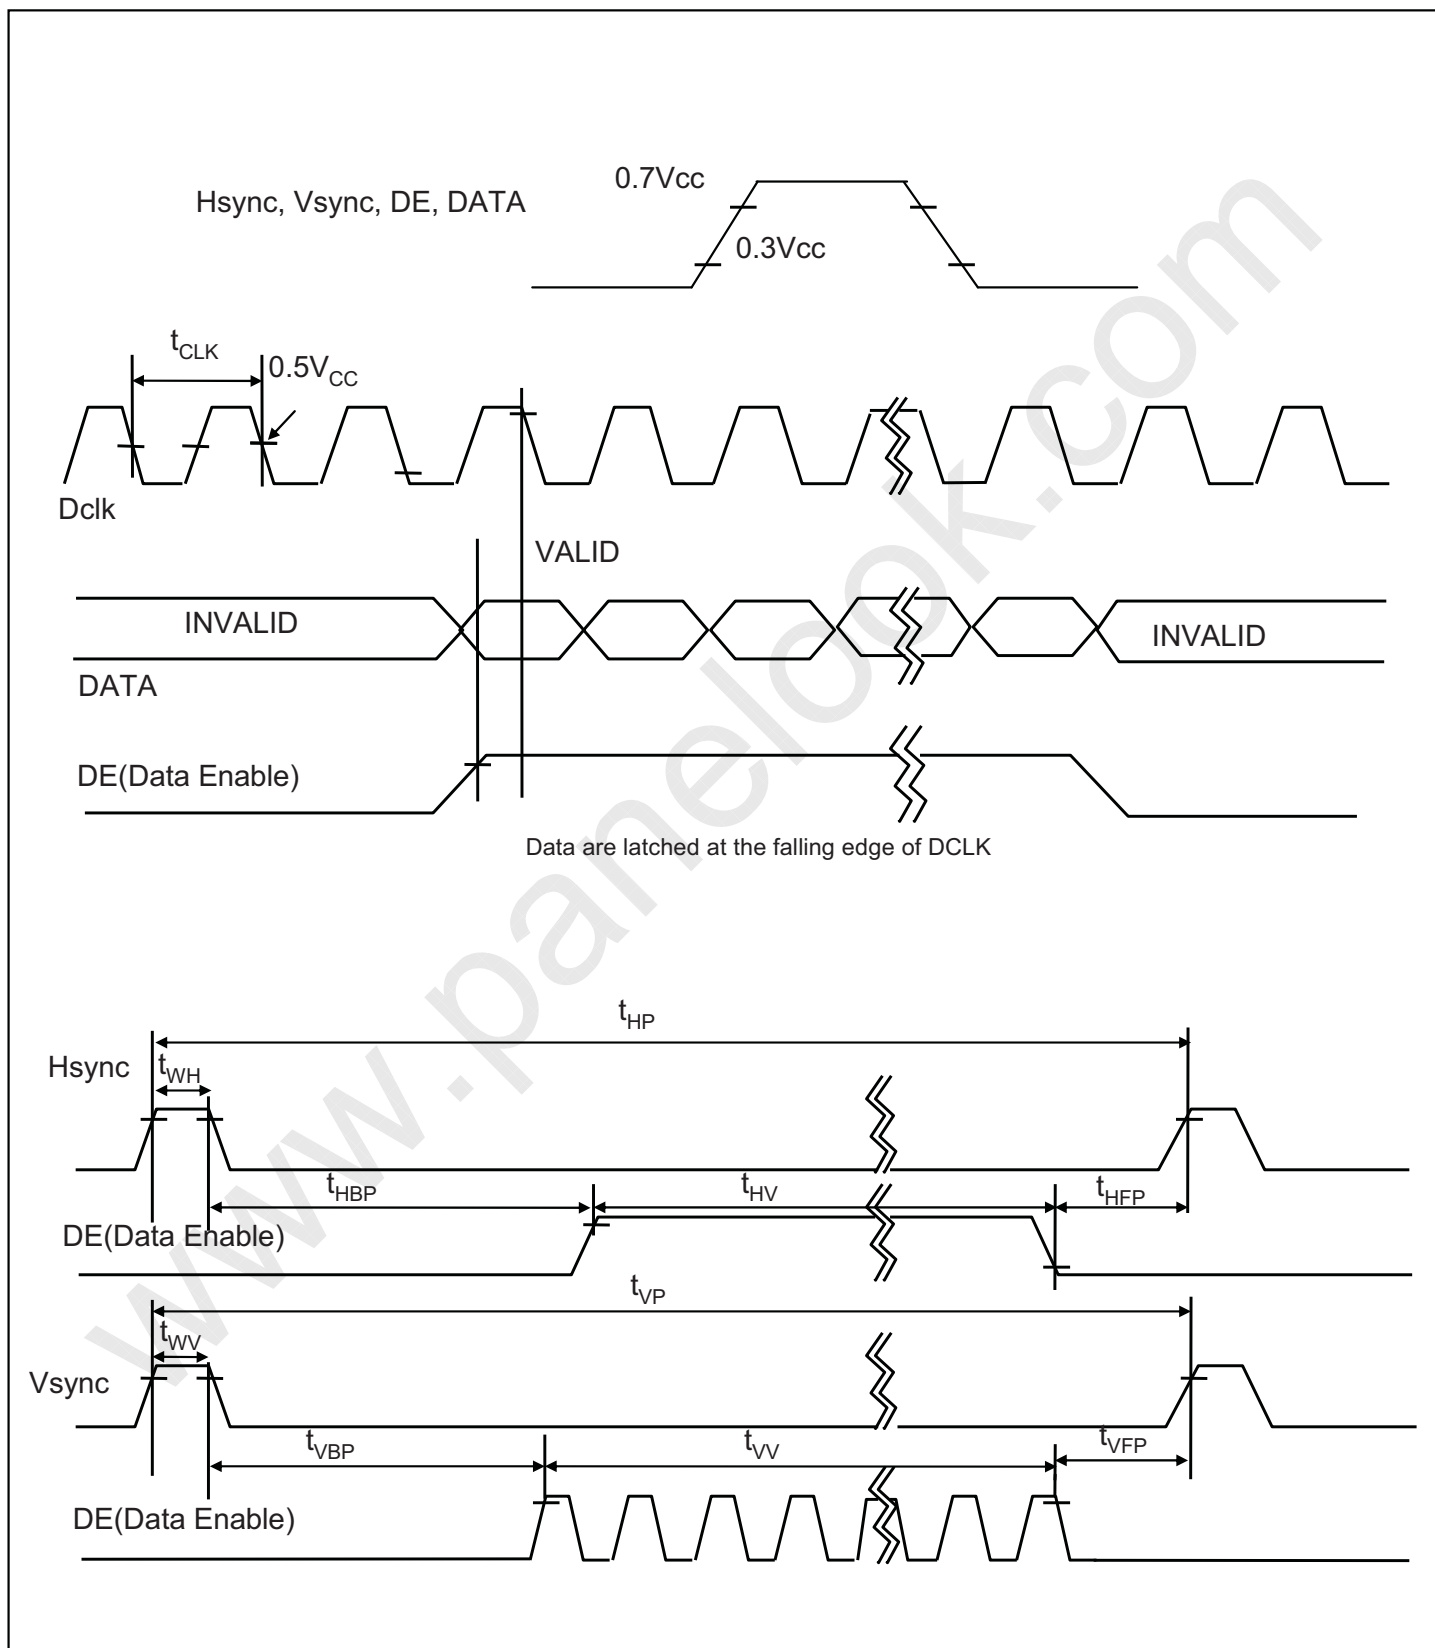 Hsync, Vsync, DE, DATA
0.7Vcc
0.3Vcc
tCLK
0.5VCC
Dclk
VALID
INVALID
INVALID
DATA
DE(Data Enable)
Data are latched at the falling edge of DCLK
tHP
Hsync
tWH
tHBP
tHV
tHFP
DE(Data Enable)
tVP
tWV
Vsync
tVBP
tVV
tVFP
DE(Data Enable)
www.panelook.com